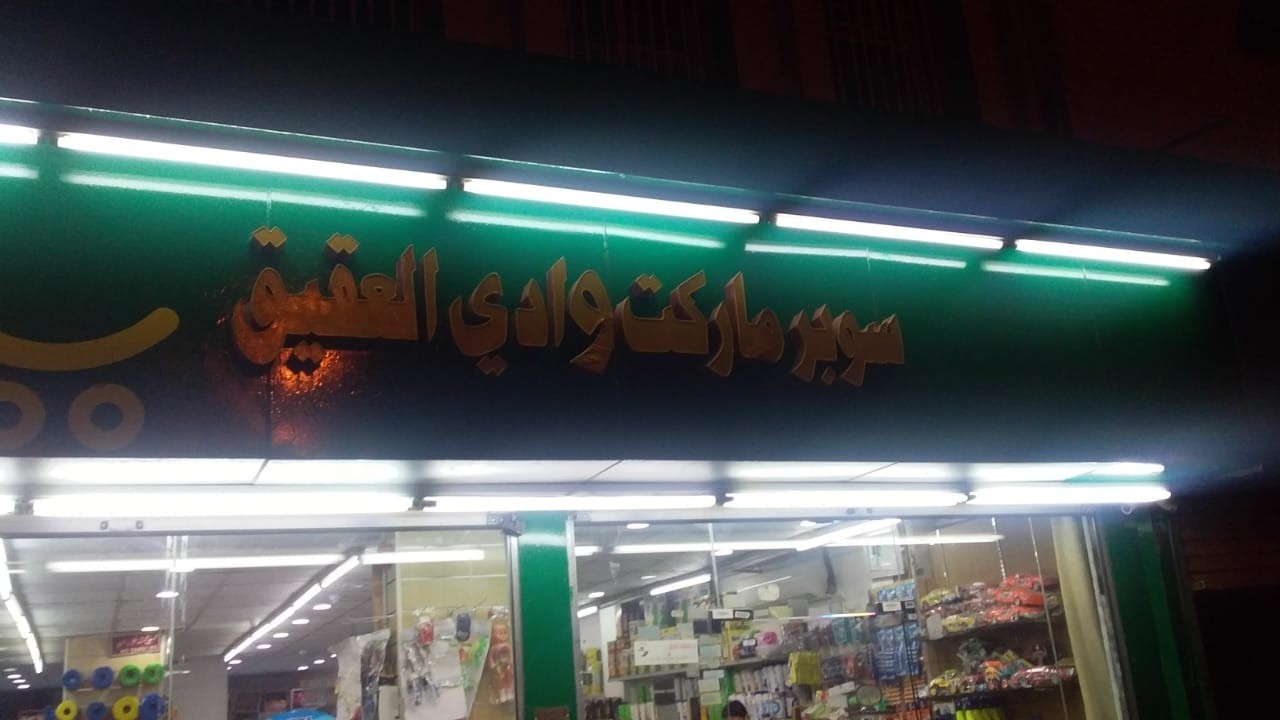 سوبر ماركت وادي العقيق